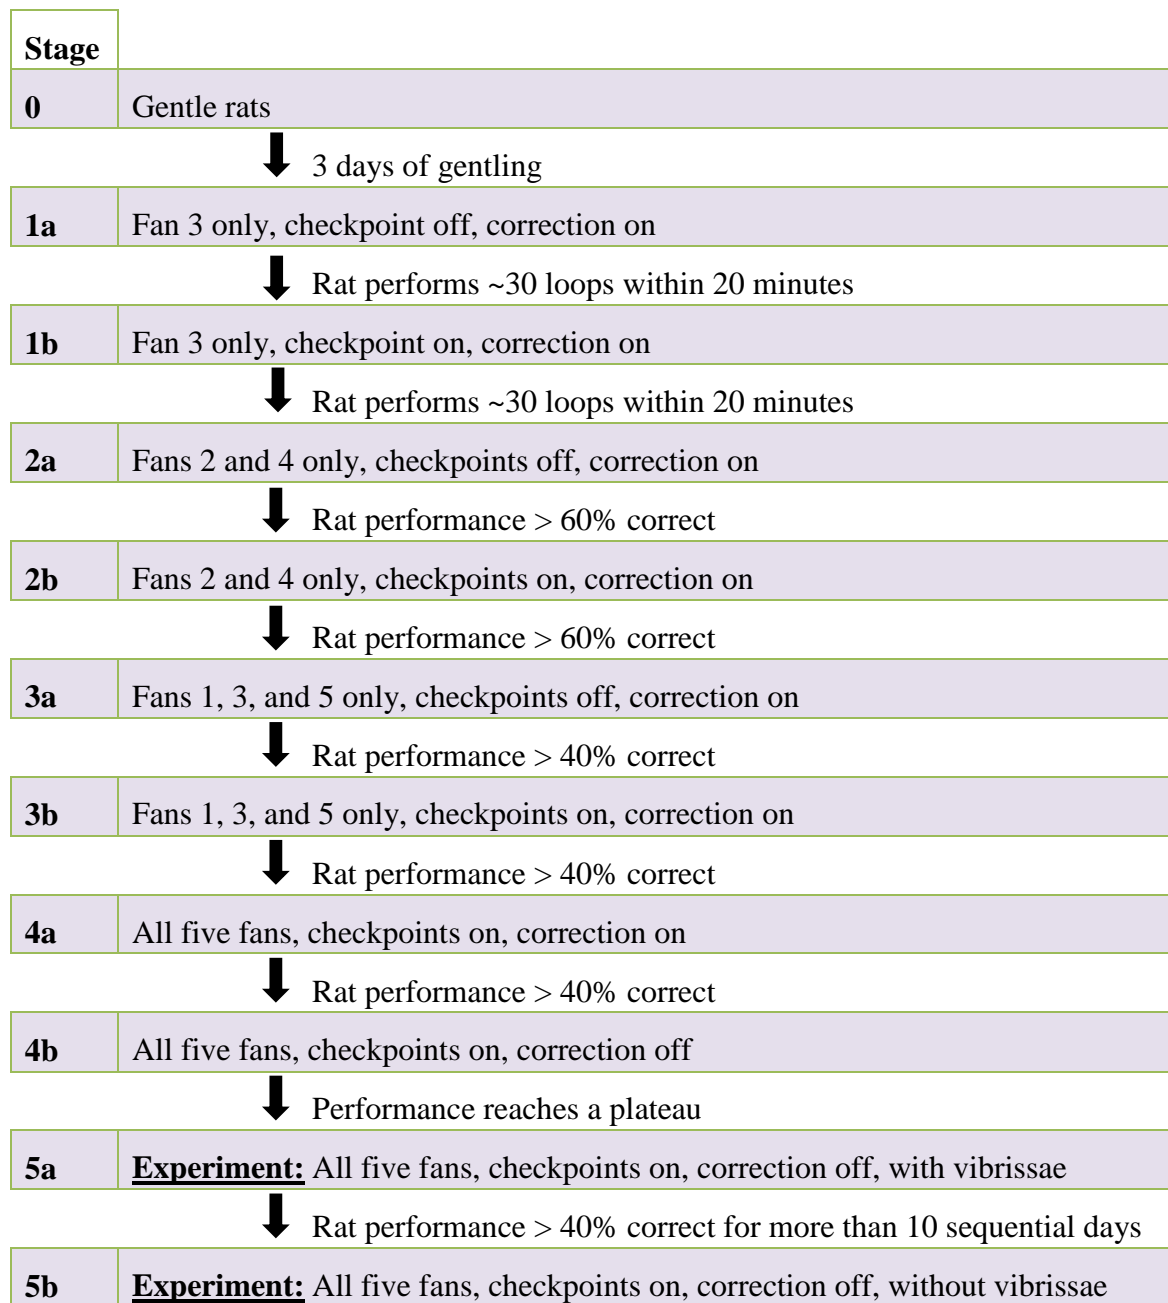 Stage
0 Gentle rats
3 days of gentling
1a Fan 3 only, checkpoint off, correction on
Rat performs ~30 loops within 20 minutes
1b Fan 3 only, checkpoint on, correction on
Rat performs ~30 loops within 20 minutes
2a Fans 2 and 4 only, checkpoints off, correction on
Rat performance > 60% correct
2b Fans 2 and 4 only, checkpoints on, correction on
Rat performance > 60% correct
3a Fans 1, 3, and 5 only, checkpoints off, correction on
Rat performance > 40% correct
3b Fans 1, 3, and 5 only, checkpoints on, correction on
Rat performance > 40% correct
4a All five fans, checkpoints on, correction on
Rat performance > 40% correct
4b All five fans, checkpoints on, correction off
Performance reaches a plateau
5a Experiment: All five fans, checkpoints on, correction off, with vibrissae
Rat performance > 40% correct for more than 10 sequential days
5b Experiment: All five fans, checkpoints on, correction off, without vibrissae